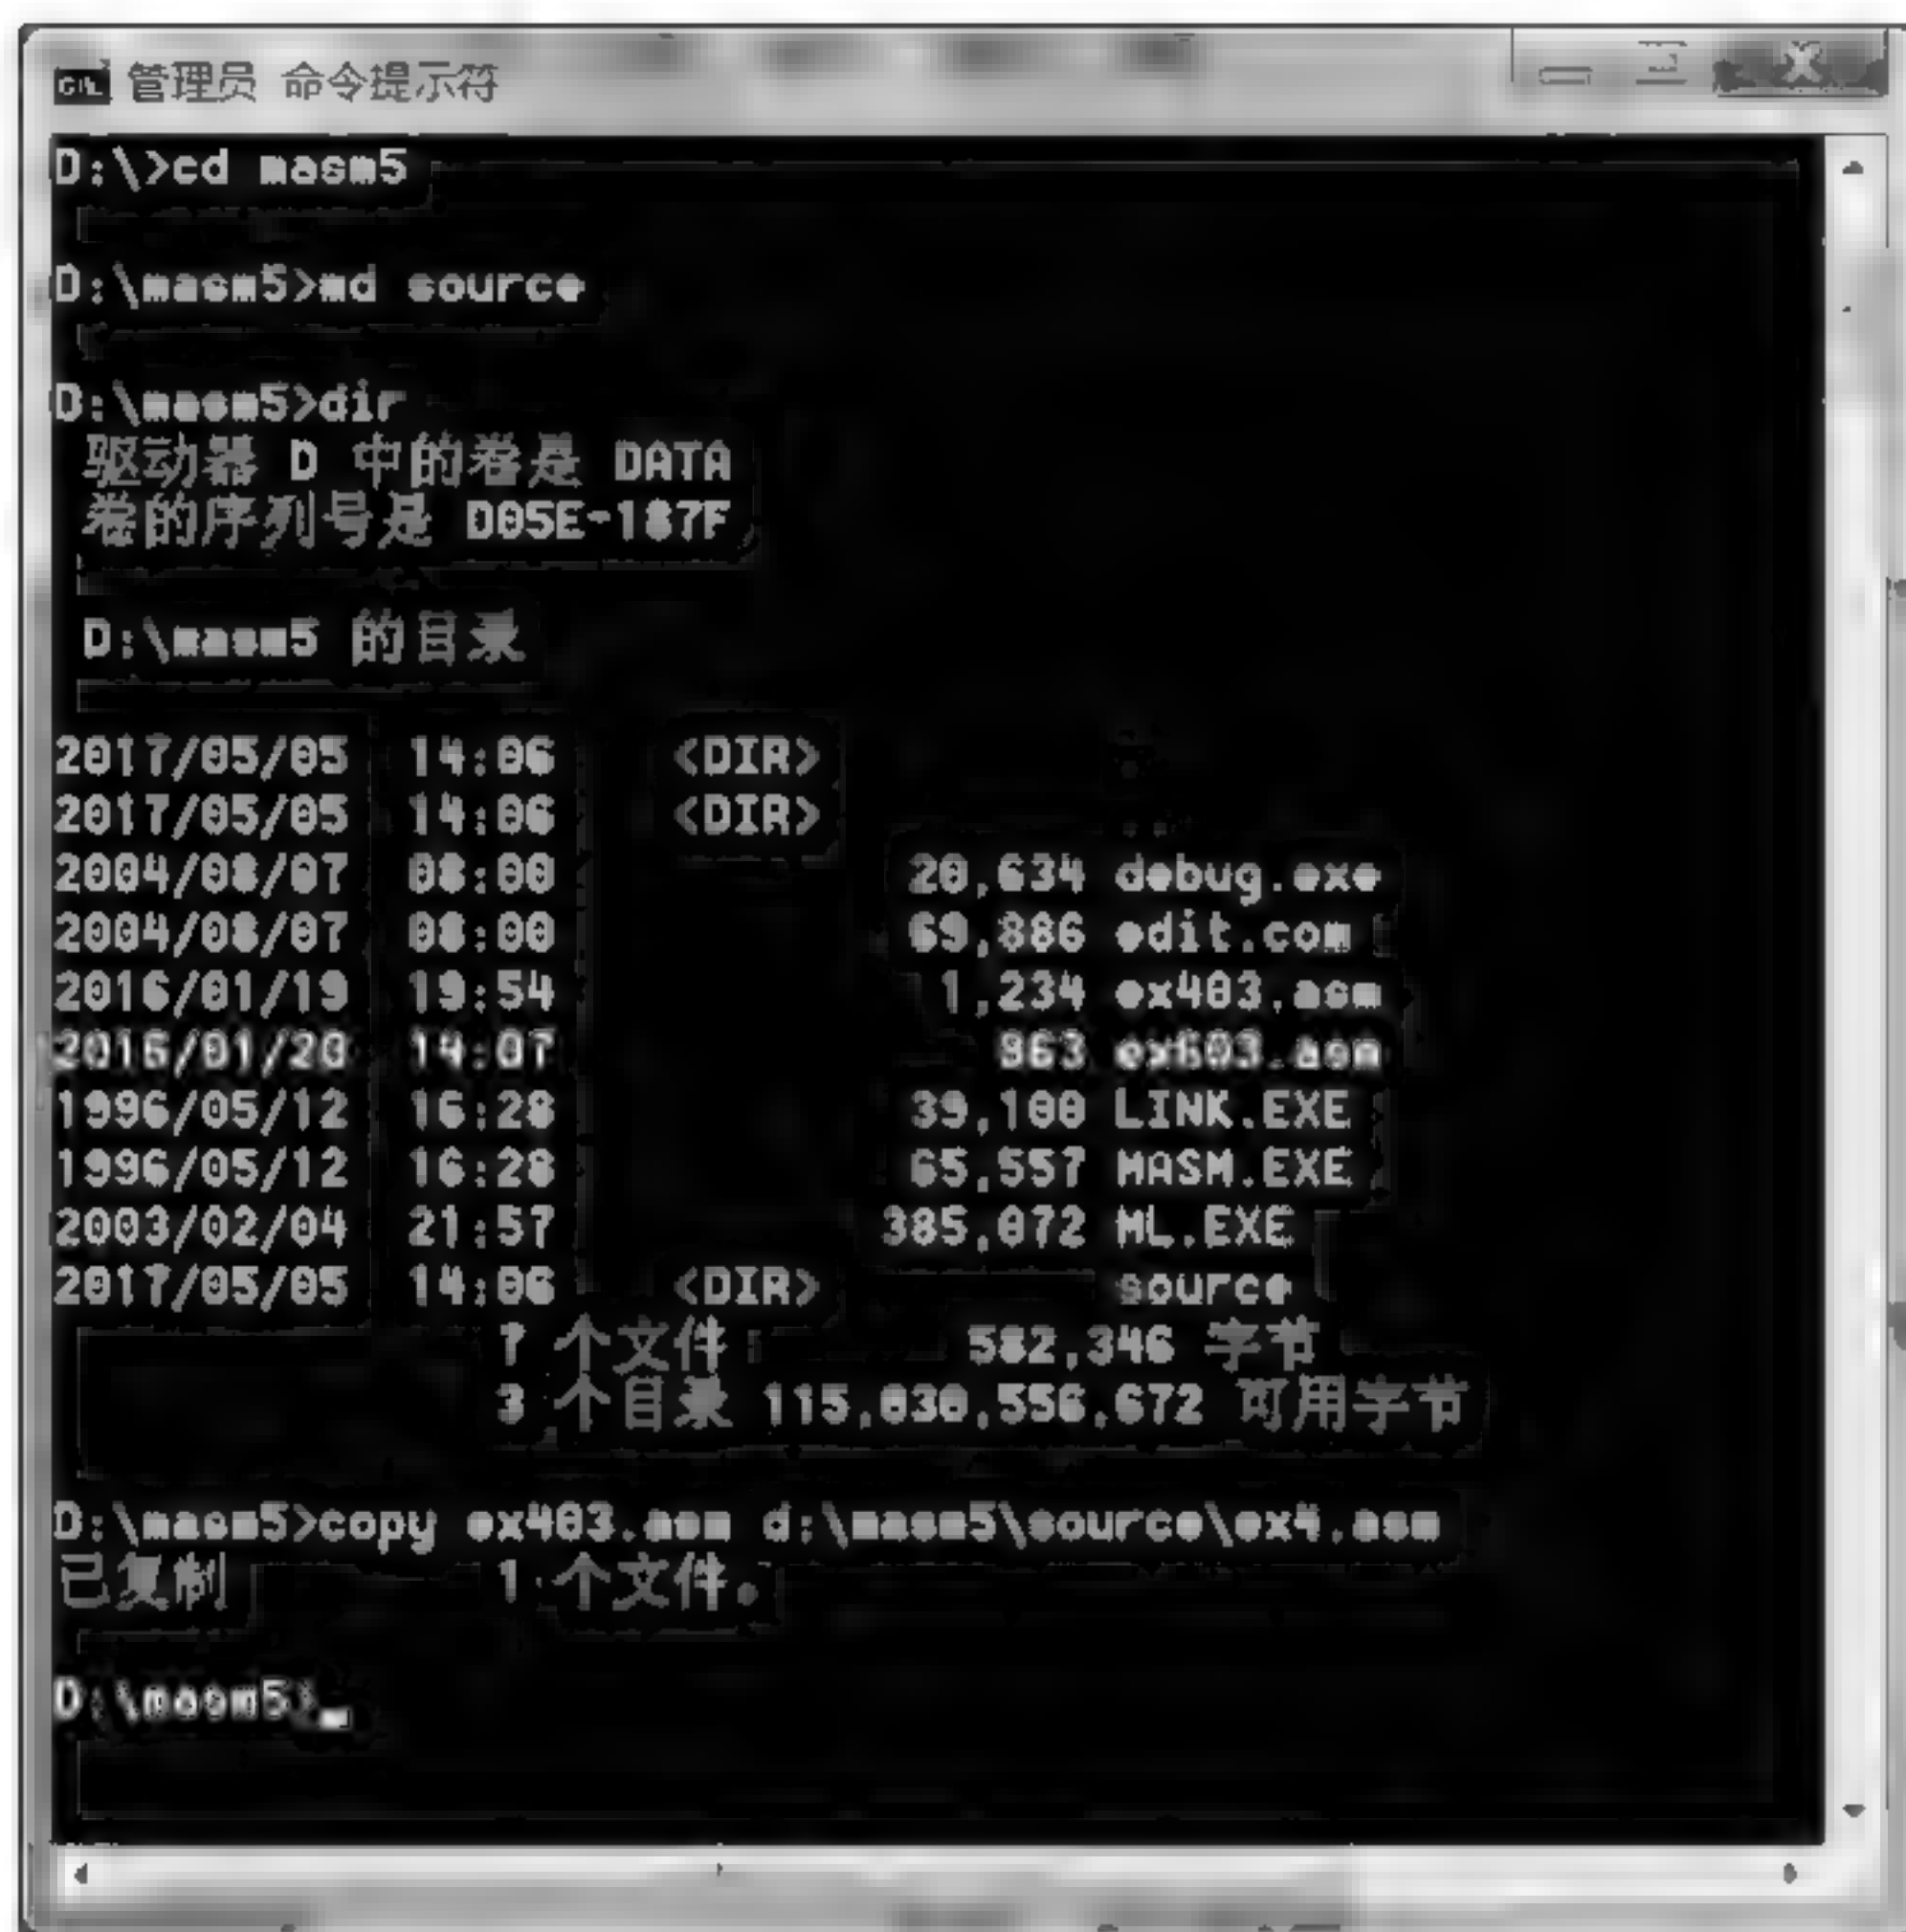 管理员 命令提示符
D:\>cd masm5
D:\masm5>md source
D:\masm5>dir
驱动器 D 中的卷是 DATA
卷的序列号是 D05E-187F
D:\masm5 的目录
2017/05/05 14:06 <DIR> .
2017/05/05 14:06 <DIR> ..
2004/08/07 08:00 20,634 debug.exe
2004/08/07 08:00 69,886 edit.com
2016/01/19 19:54 1,234 ex403.asm
2016/01/20 14:07 863 ex603.asm
1996/05/12 16:28 39,100 LINK.EXE
1996/05/12 16:28 65,557 MASM.EXE
2003/02/04 21:57 385,072 ML.EXE
2017/05/05 14:06 <DIR> source
7 个文件 582,346 字节
3 个目录 115,030,556,672 可用字节
D:\masm5>copy ex403.asm d:\masm5\source\ex4.asm
已复制 1 个文件。
D:\masm5>_